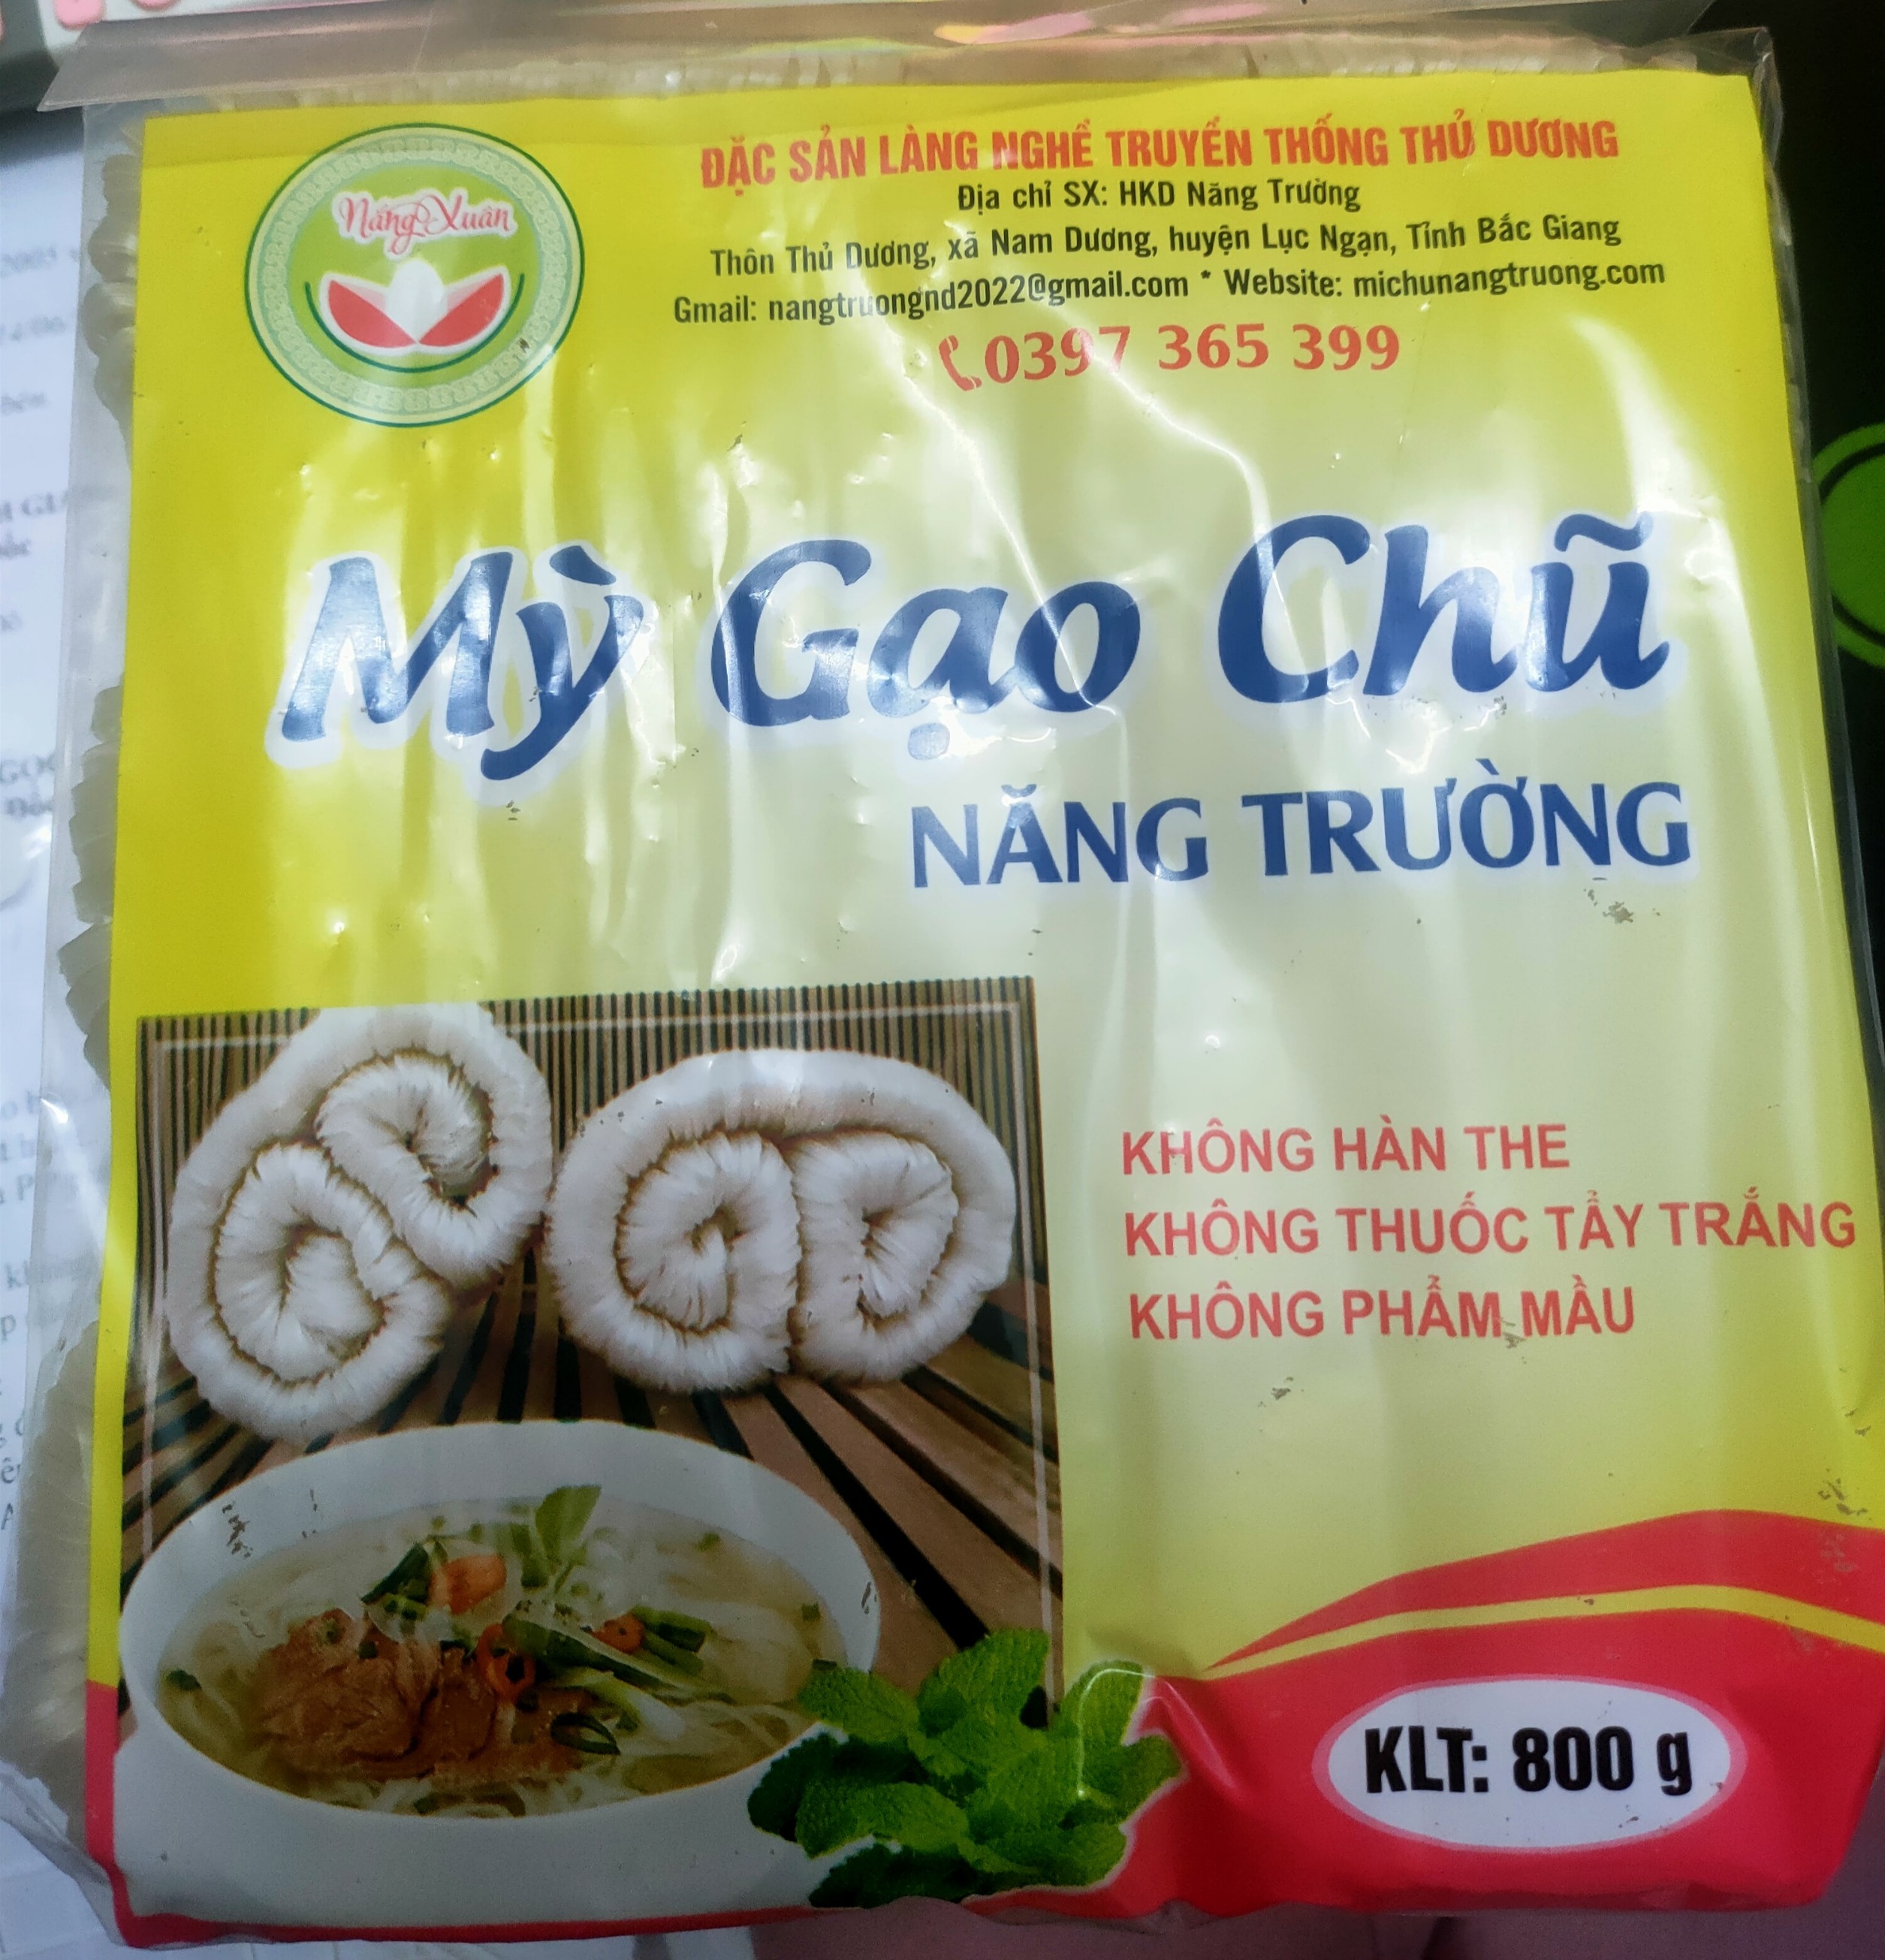 Nắng Xuân
ĐẶC SẢN LÀNG NGHỀ TRUYỀN THỐNG THỦ DƯƠNG
Địa chỉ SX: HKD Năng Trường
Thôn Thủ Dương, xã Nam Dương, huyện Lục Ngạn, Tỉnh Bắc Giang
Gmail: nangtruongnd2022@gmail.com * Website: michunangtruong.com
0397 365 399
Mỳ Gạo Chũ
NĂNG TRƯỜNG
KHÔNG HÀN THE
KHÔNG THUỐC TẨY TRẮNG
KHÔNG PHẨM MẦU
KLT: 800 g